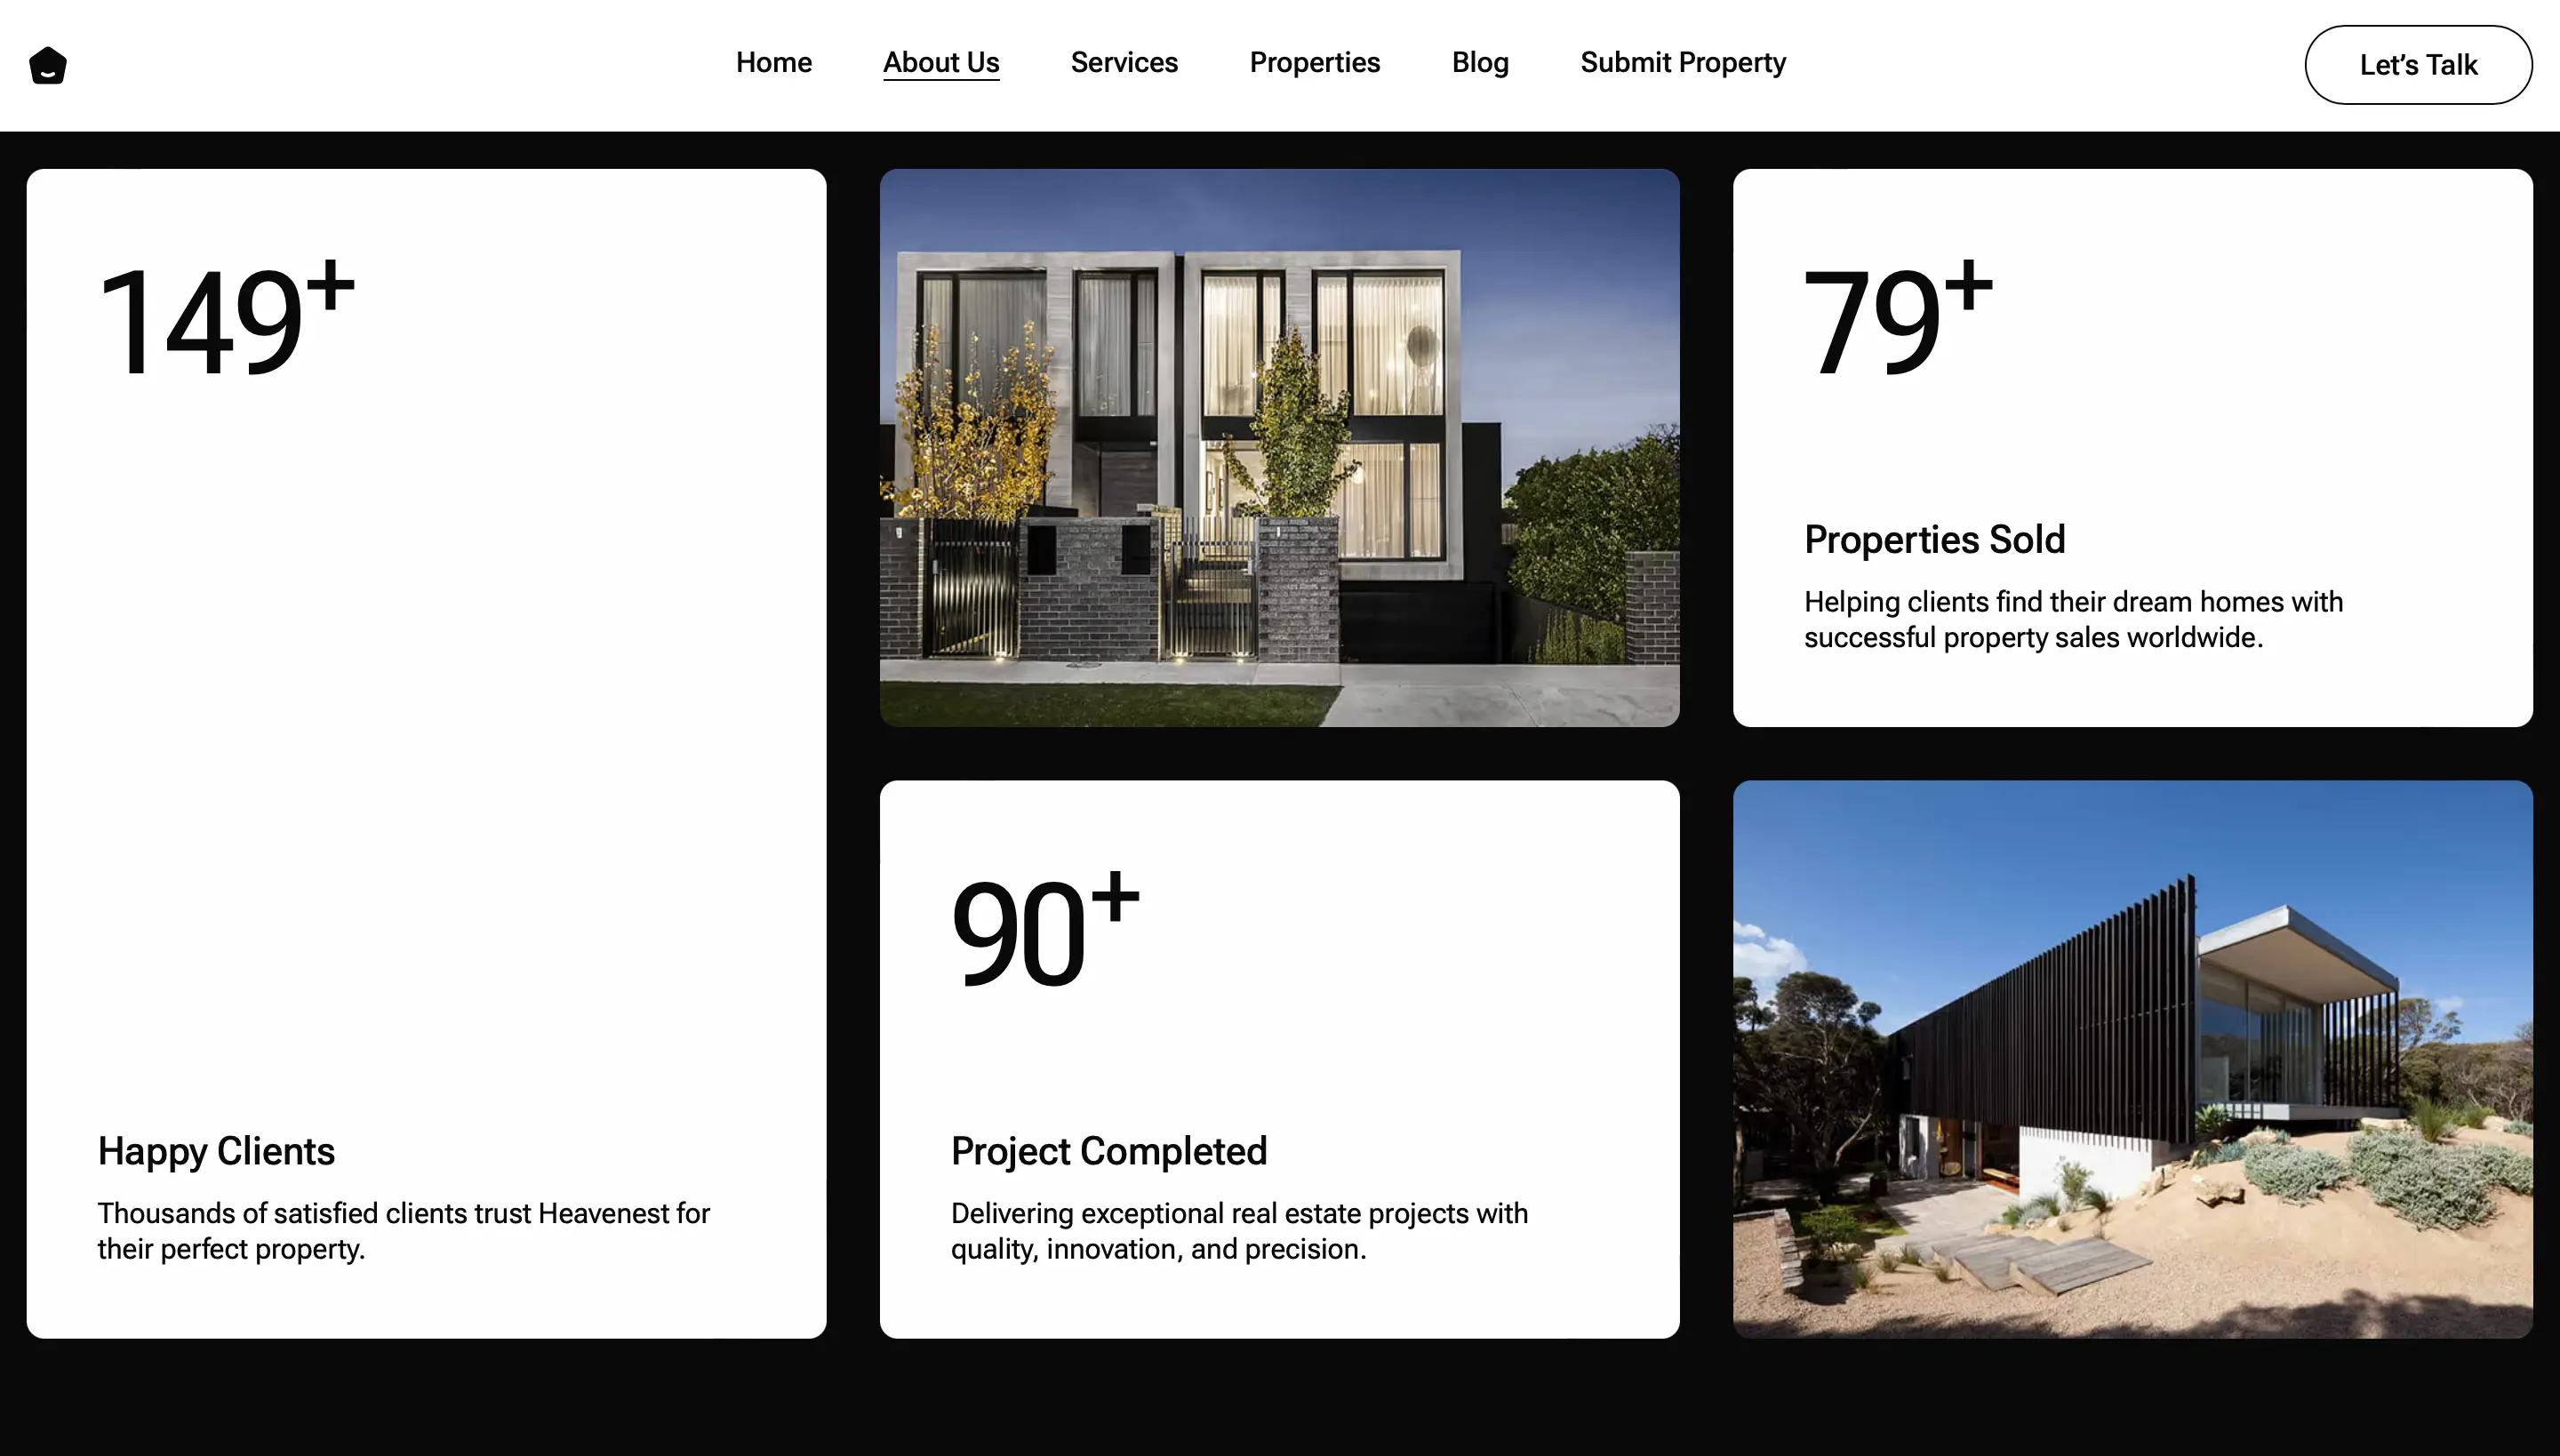 Home About Us Services Properties Blog Submit Property Let’s Talk
149+
Happy Clients
Thousands of satisfied clients trust Heavenest for
their perfect property.
79+
Properties Sold
Helping clients find their dream homes with
successful property sales worldwide.
90+
Project Completed
Delivering exceptional real estate projects with
quality, innovation, and precision.